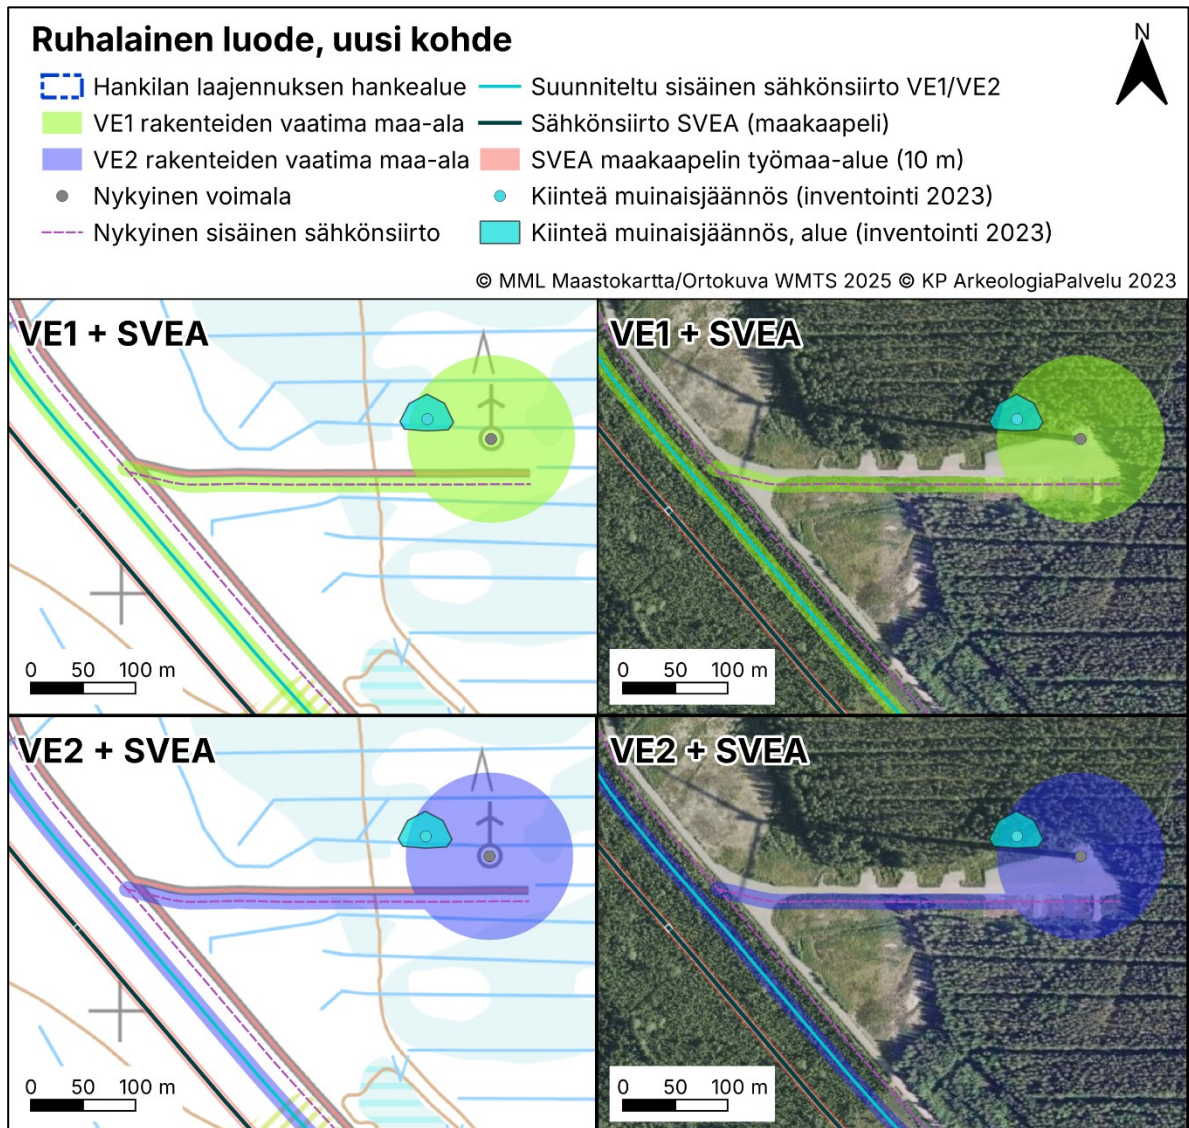 Ruhalainen luode, uusi kohde
N
Hankilan laajennuksen hankealue
VE1 rakenteiden vaatima maa-ala
VE2 rakenteiden vaatima maa-ala
Nykyinen voimala
Nykyinen sisäinen sähkönsiirto
Suunniteltu sisäinen sähkönsiirto VE1/VE2
Sähkönsiirto SVEA (maakaapeli)
SVEA maakaapelin työmaa-alue (10 m)
Kiinteä muinaisjäännös (inventointi 2023)
Kiinteä muinaisjäännös, alue (inventointi 2023)
© MML Maastokartta/Ortokuva WMTS 2025 © KP ArkeologiaPalvelu 2023
VE1 + SVEA
0 50 100 m
VE1 + SVEA
0 50 100 m
VE2 + SVEA
0 50 100 m
VE2 + SVEA
0 50 100 m